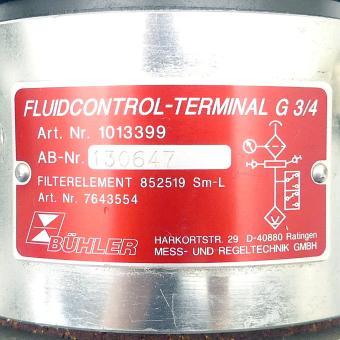 FLUIDCONTROL-TERMINAL G 3/4
Art. Nr. 1013399
AB-Nr. 130647
FILTERELEMENT 852519 Sm-L
Art. Nr. 7643554
BÜHLER
HARKORTSTR. 29 D-40880 Ratingen
MESS- UND REGELTECHNIK GMBH